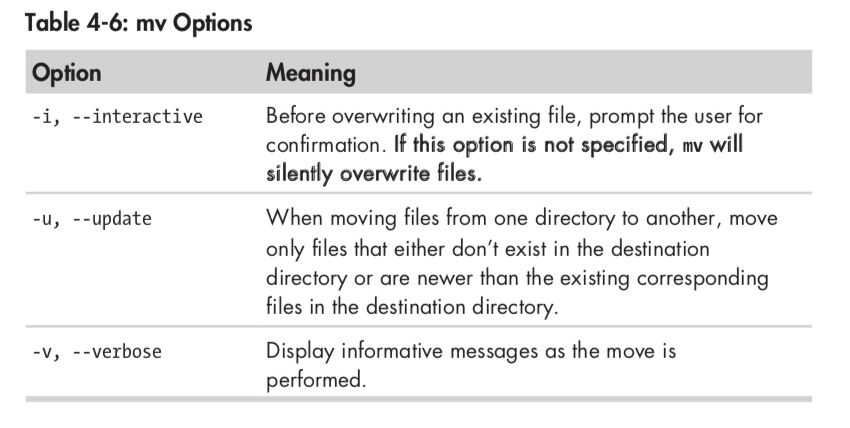 Table 4-6: mv Options
Option Meaning
-i, --interactive Before overwriting an existing file, prompt the user for
confirmation. If this option is not specified, mv will
silently overwrite files.
-u, --update When moving files from one directory to another, move
only files that either don’t exist in the destination
directory or are newer than the existing corresponding
files in the destination directory.
-v, --verbose Display informative messages as the move is
performed.